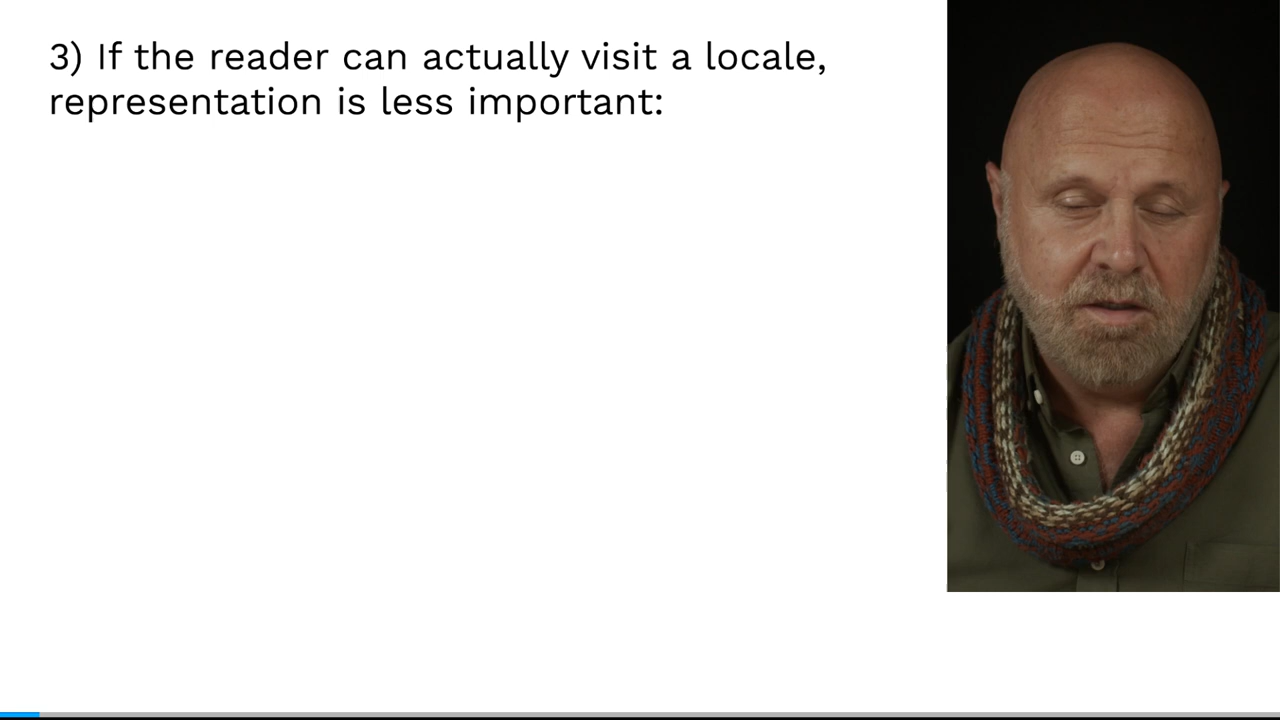 3) If the reader can actually visit a locale,
representation is less important: